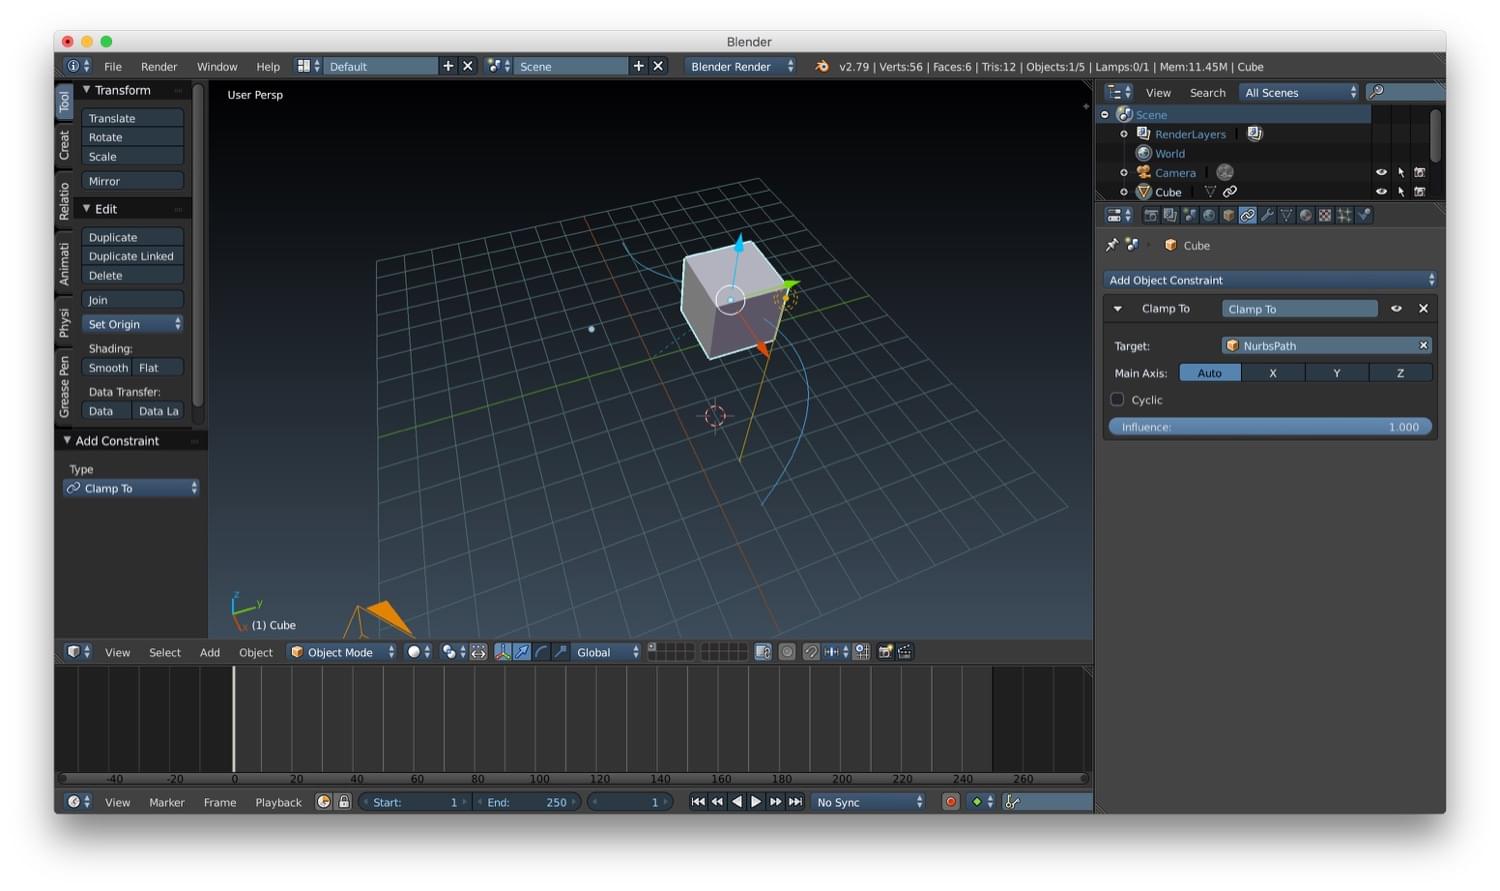 Blender
File Render Window Help Default Scene Blender Render v2.79 | Verts:56 | Faces:6 | Tris:12 | Objects:1/5 | Lamps:0/1 | Mem:11.45M | Cube
Tool
Creat
Relatio
Animati
Physi
Grease Pen
Transform
Translate
Rotate
Scale
Mirror
Edit
Duplicate
Duplicate Linked
Delete
Join
Set Origin
Shading:
Smooth Flat
Data Transfer:
Data Data La
Add Constraint
Type
Clamp To
User Persp
z
y
x
(1) Cube
View Select Add Object Object Mode Global
-40 -20 0 20 40 60 80 100 120 140 160 180 200 220 240 260
View Marker Frame Playback Start: 1 End: 250 1 No Sync
View Search All Scenes
Scene
RenderLayers
World
Camera
Cube
Cube
Add Object Constraint
Clamp To Clamp To
Target: NurbsPath
Main Axis: Auto X Y Z
Cyclic
Influence: 1.000